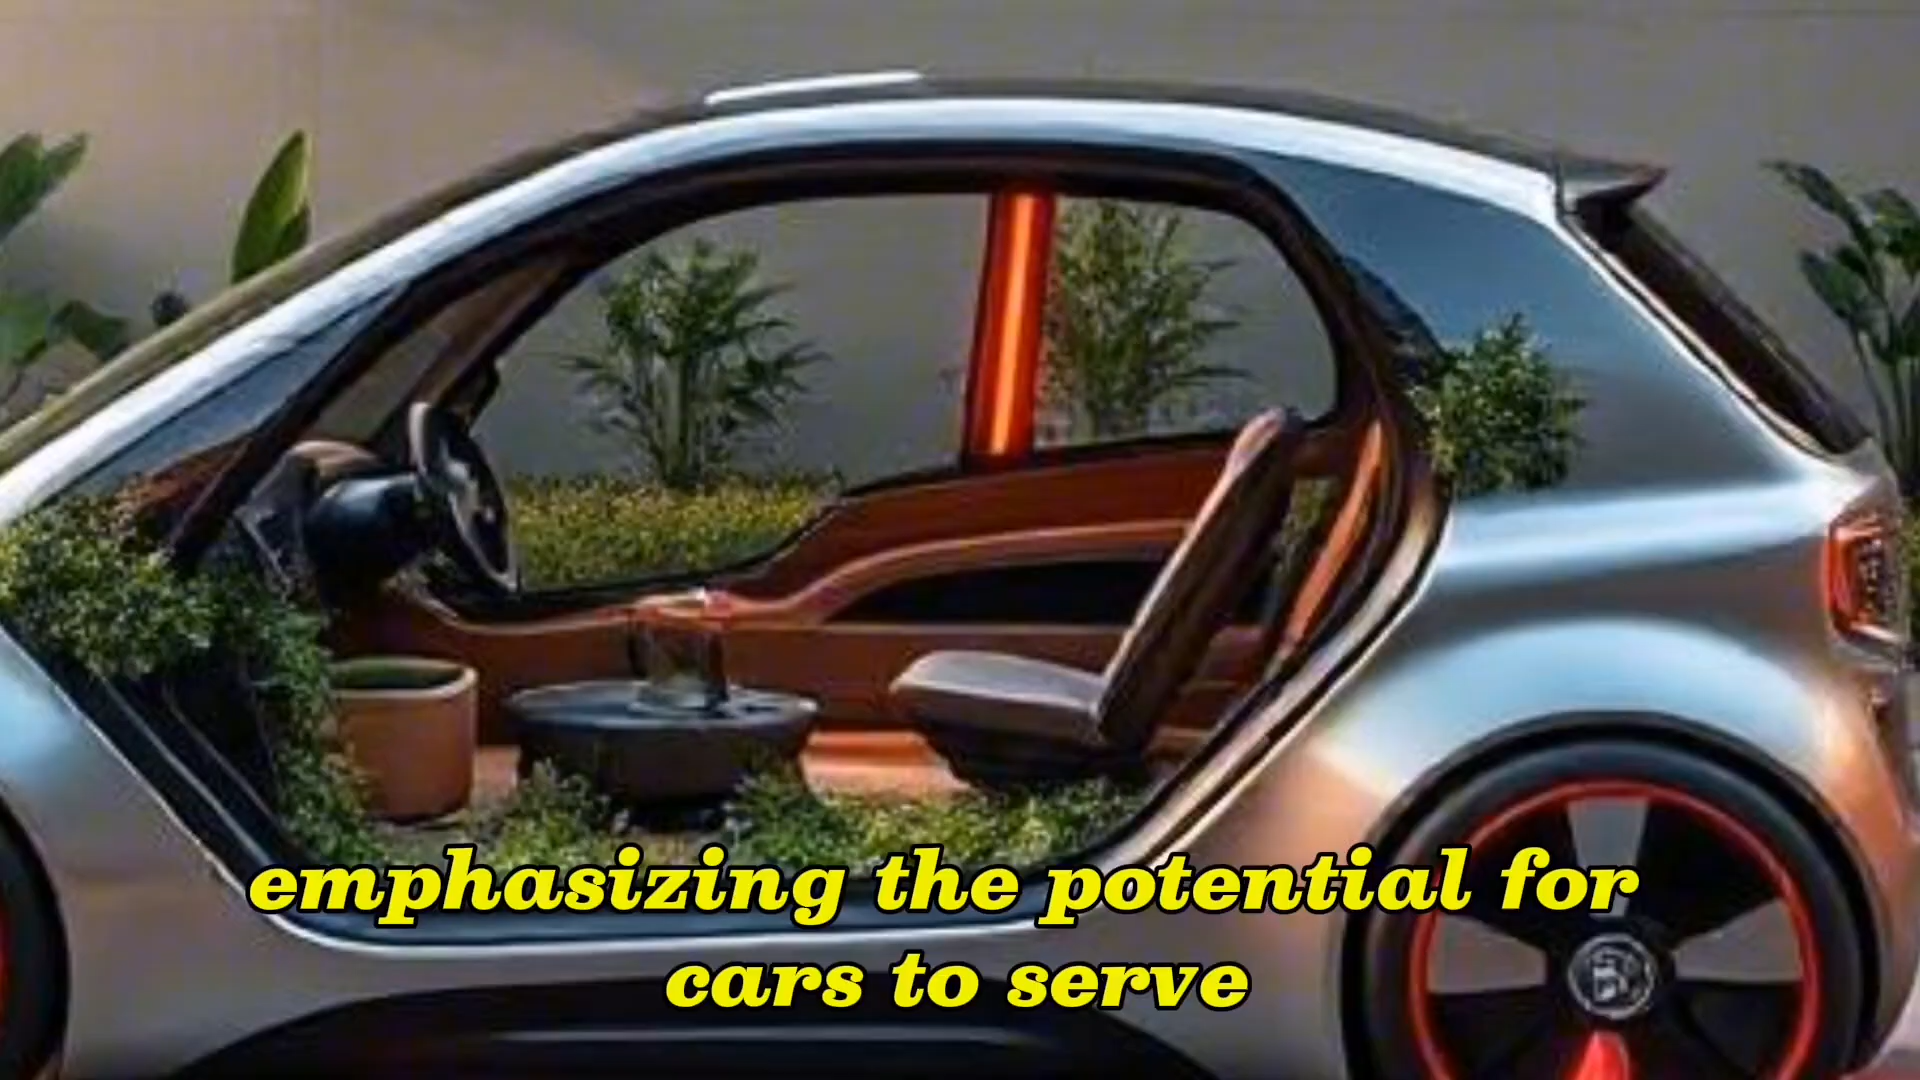 emphasizing the potential for
cars to serve